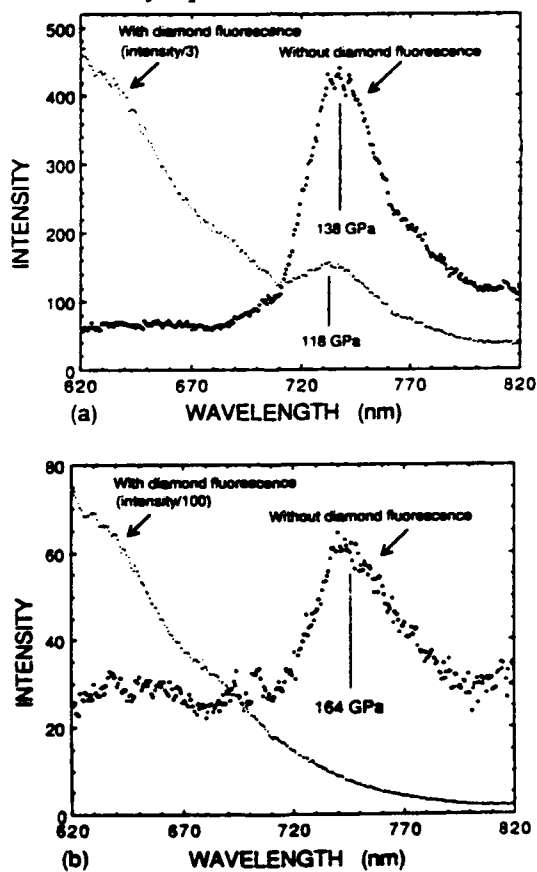 500
With diamond fluorescence
(intensity/3)
Without diamond fluorescence
400
300
INTENSITY
200
138 GPa
100
118 GPa
0
620 670 720 770 820
(a) WAVELENGTH (nm)
80
With diamond fluorescence
(intensity/100)
Without diamond fluorescence
60
INTENSITY
40
164 GPa
20
0
620 670 720 770 820
(b) WAVELENGTH (nm)